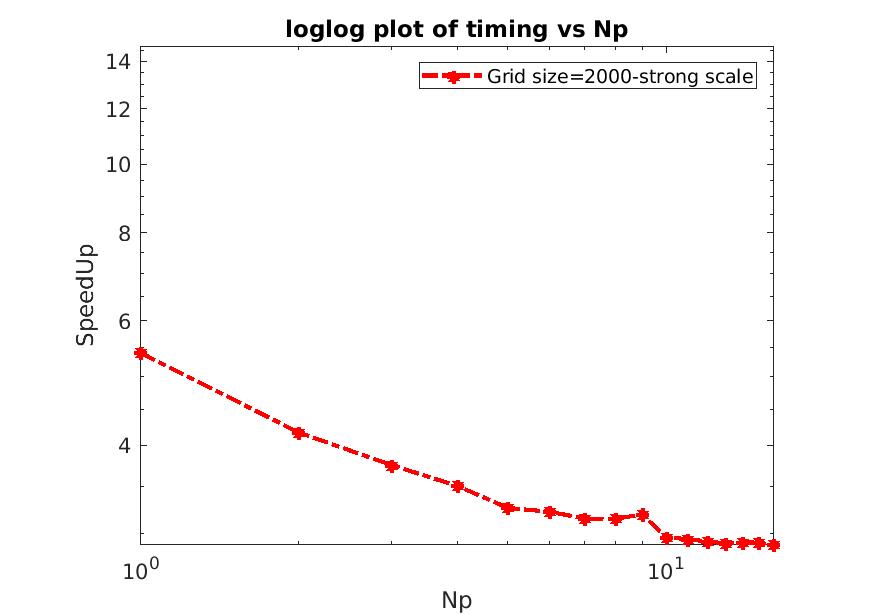 loglog plot of timing vs Np
Grid size=2000-strong scale
14
12
10
8
6
4
SpeedUp
10^0
10^1
Np